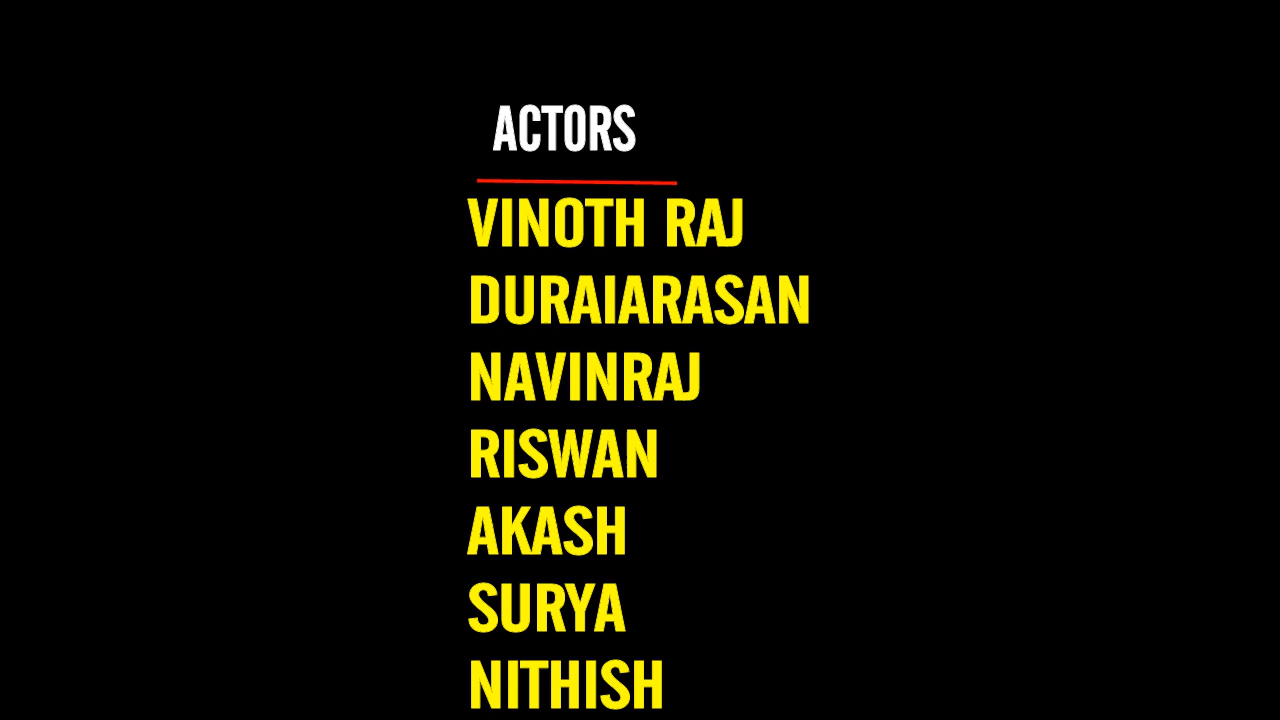 ACTORS
VINOTH RAJ
DURAIARASAN
NAVINRAJ
RISWAN
AKASH
SURYA
NITHISH